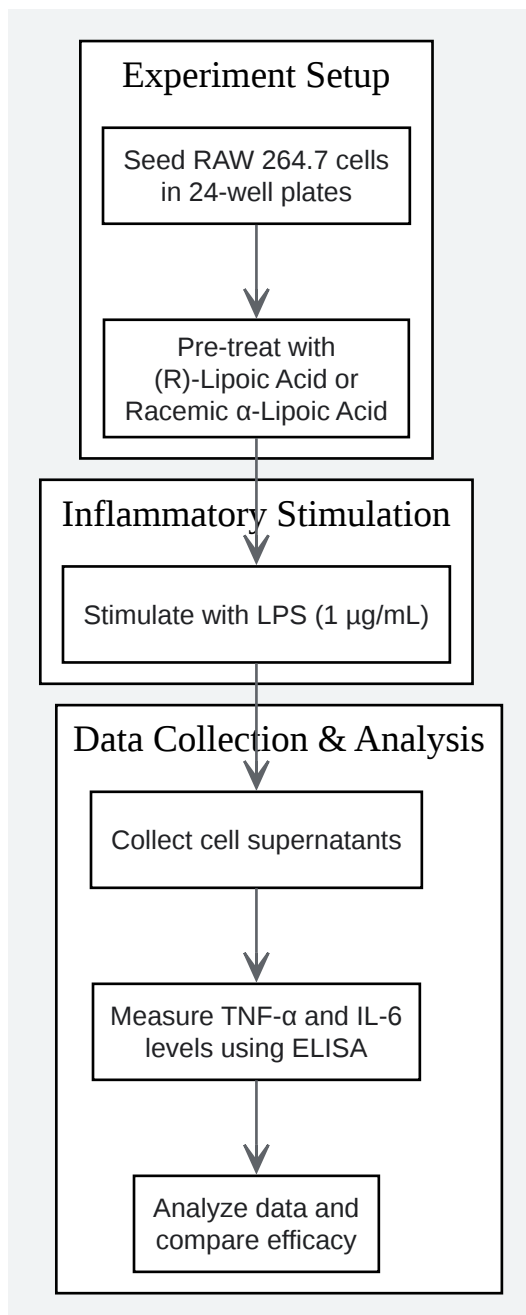 Experiment Setup
Seed RAW 264.7 cells
in 24-well plates
Pre-treat with
(R)-Lipoic Acid or
Racemic α-Lipoic Acid
Inflammatory Stimulation
Stimulate with LPS (1 µg/mL)
Data Collection & Analysis
Collect cell supernatants
Measure TNF-α and IL-6
levels using ELISA
Analyze data and
compare efficacy